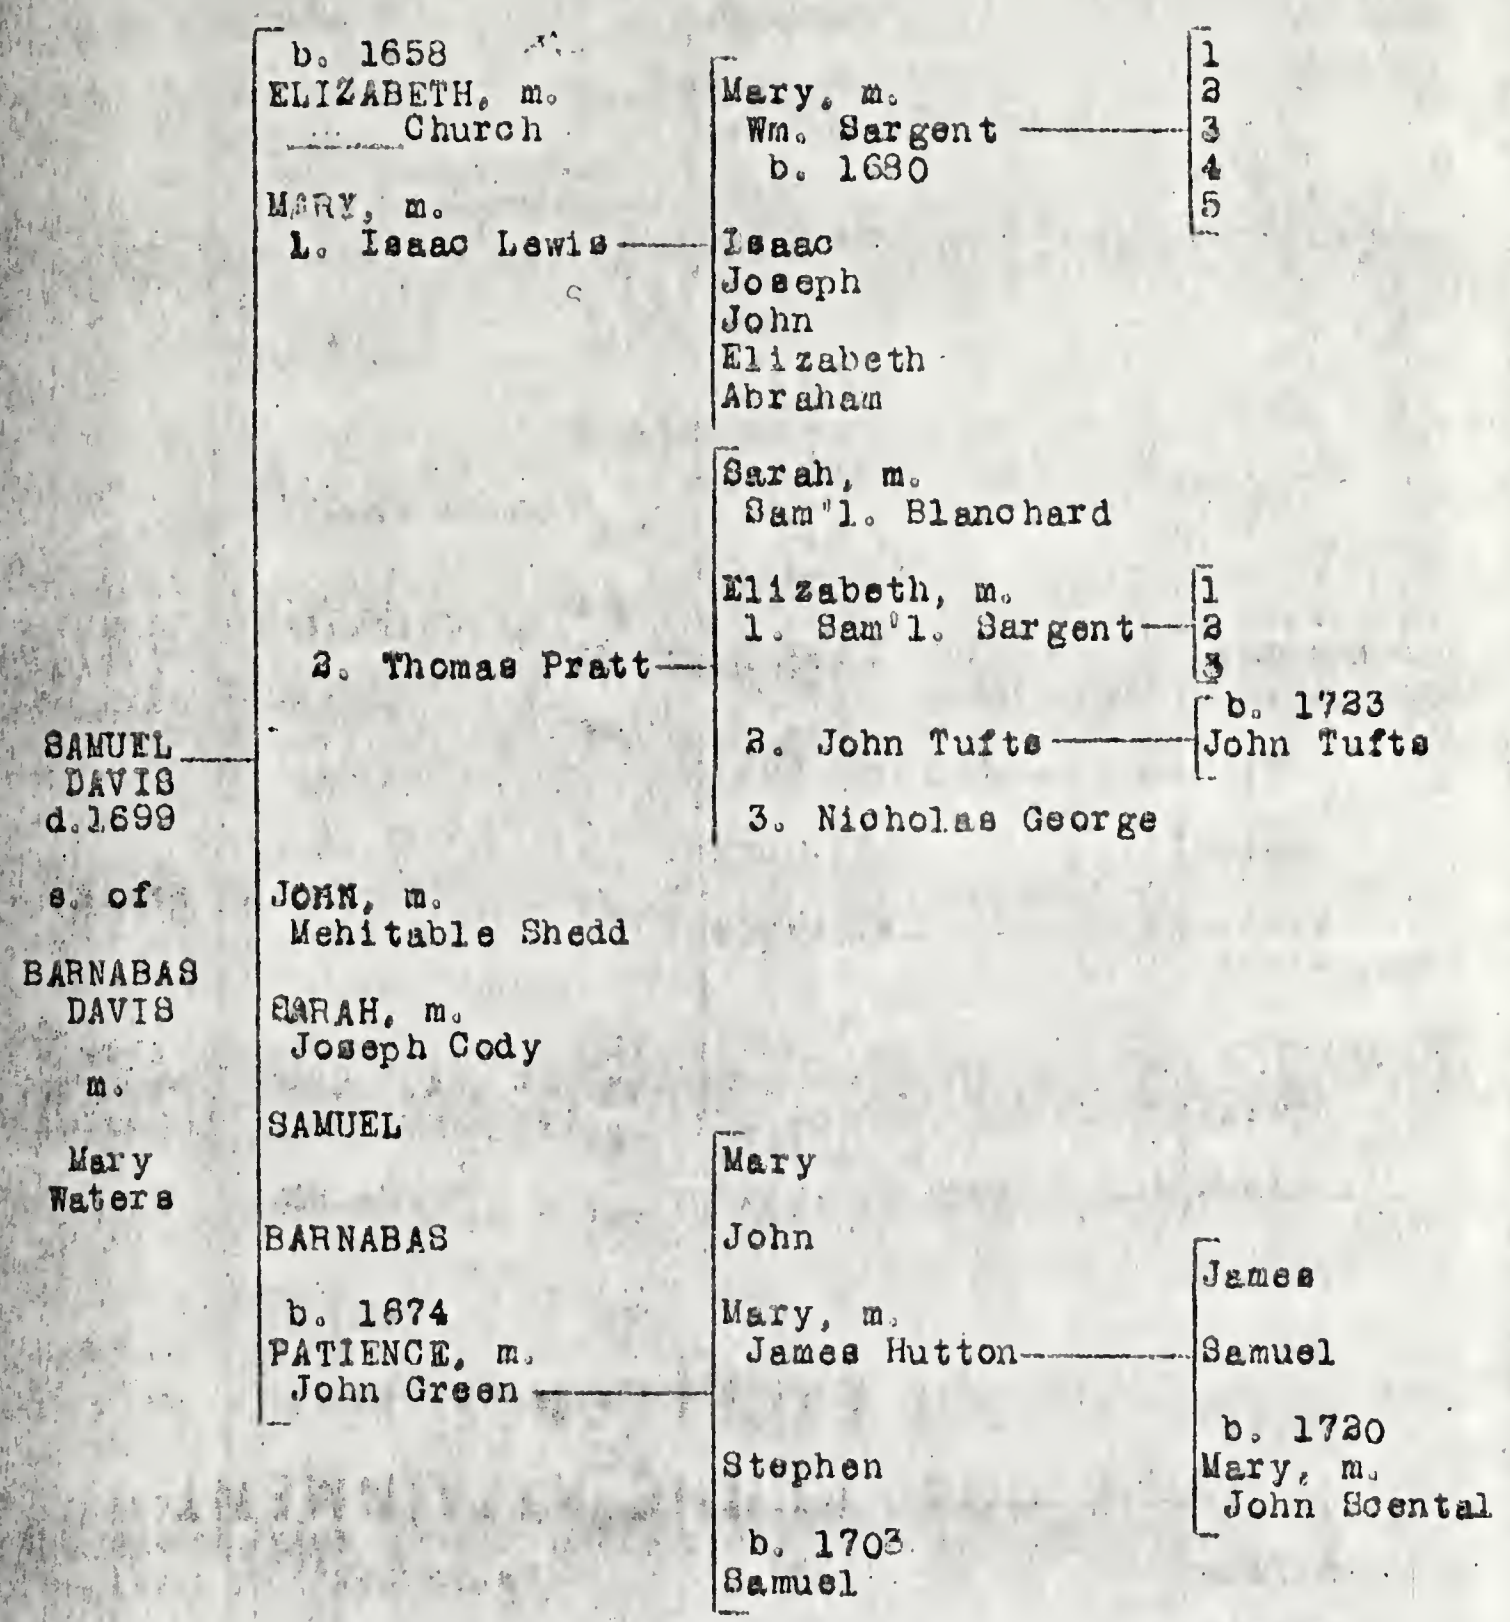 SAMUEL
DAVIS
d.1699
s. of
BARNABAS
DAVIS
m.
Mary
Waters
b. 1658
ELIZABETH, m.
Church
MARY, m.
1. Isaac Lewis
2. Thomas Pratt
JOHN, m.
Mehitable Shedd
SARAH, m.
Joseph Cody
SAMUEL
BARNABAS
b. 1674
PATIENCE, m.
John Green
Mary, m.
Wm. Sargent
b. 1680
Isaac
Joseph
John
Elizabeth
Abraham
Sarah, m.
Sam'l. Blanchard
Elizabeth, m.
1. Sam'l. Sargent
2. John Tufts
3. Nicholas George
Mary
John
Mary, m.
James Hutton
Stephen
b. 1703
Samuel
1
2
3
4
5
1
2
3
b. 1723
John Tufts
James
Samuel
b. 1720
Mary, m.
John Scental